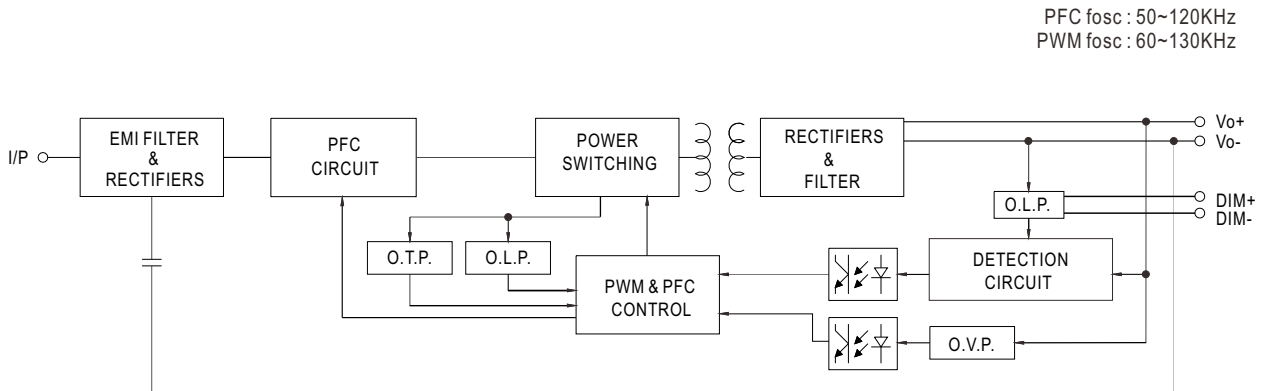 PFC fosc : 50~120KHz
PWM fosc : 60~130KHz
I/P
EMI FILTER
&
RECTIFIERS
PFC
CIRCUIT
POWER
SWITCHING
RECTIFIERS
&
FILTER
Vo+
Vo-
O.L.P.
DIM+
DIM-
O.T.P.
O.L.P.
PWM & PFC
CONTROL
DETECTION
CIRCUIT
O.V.P.